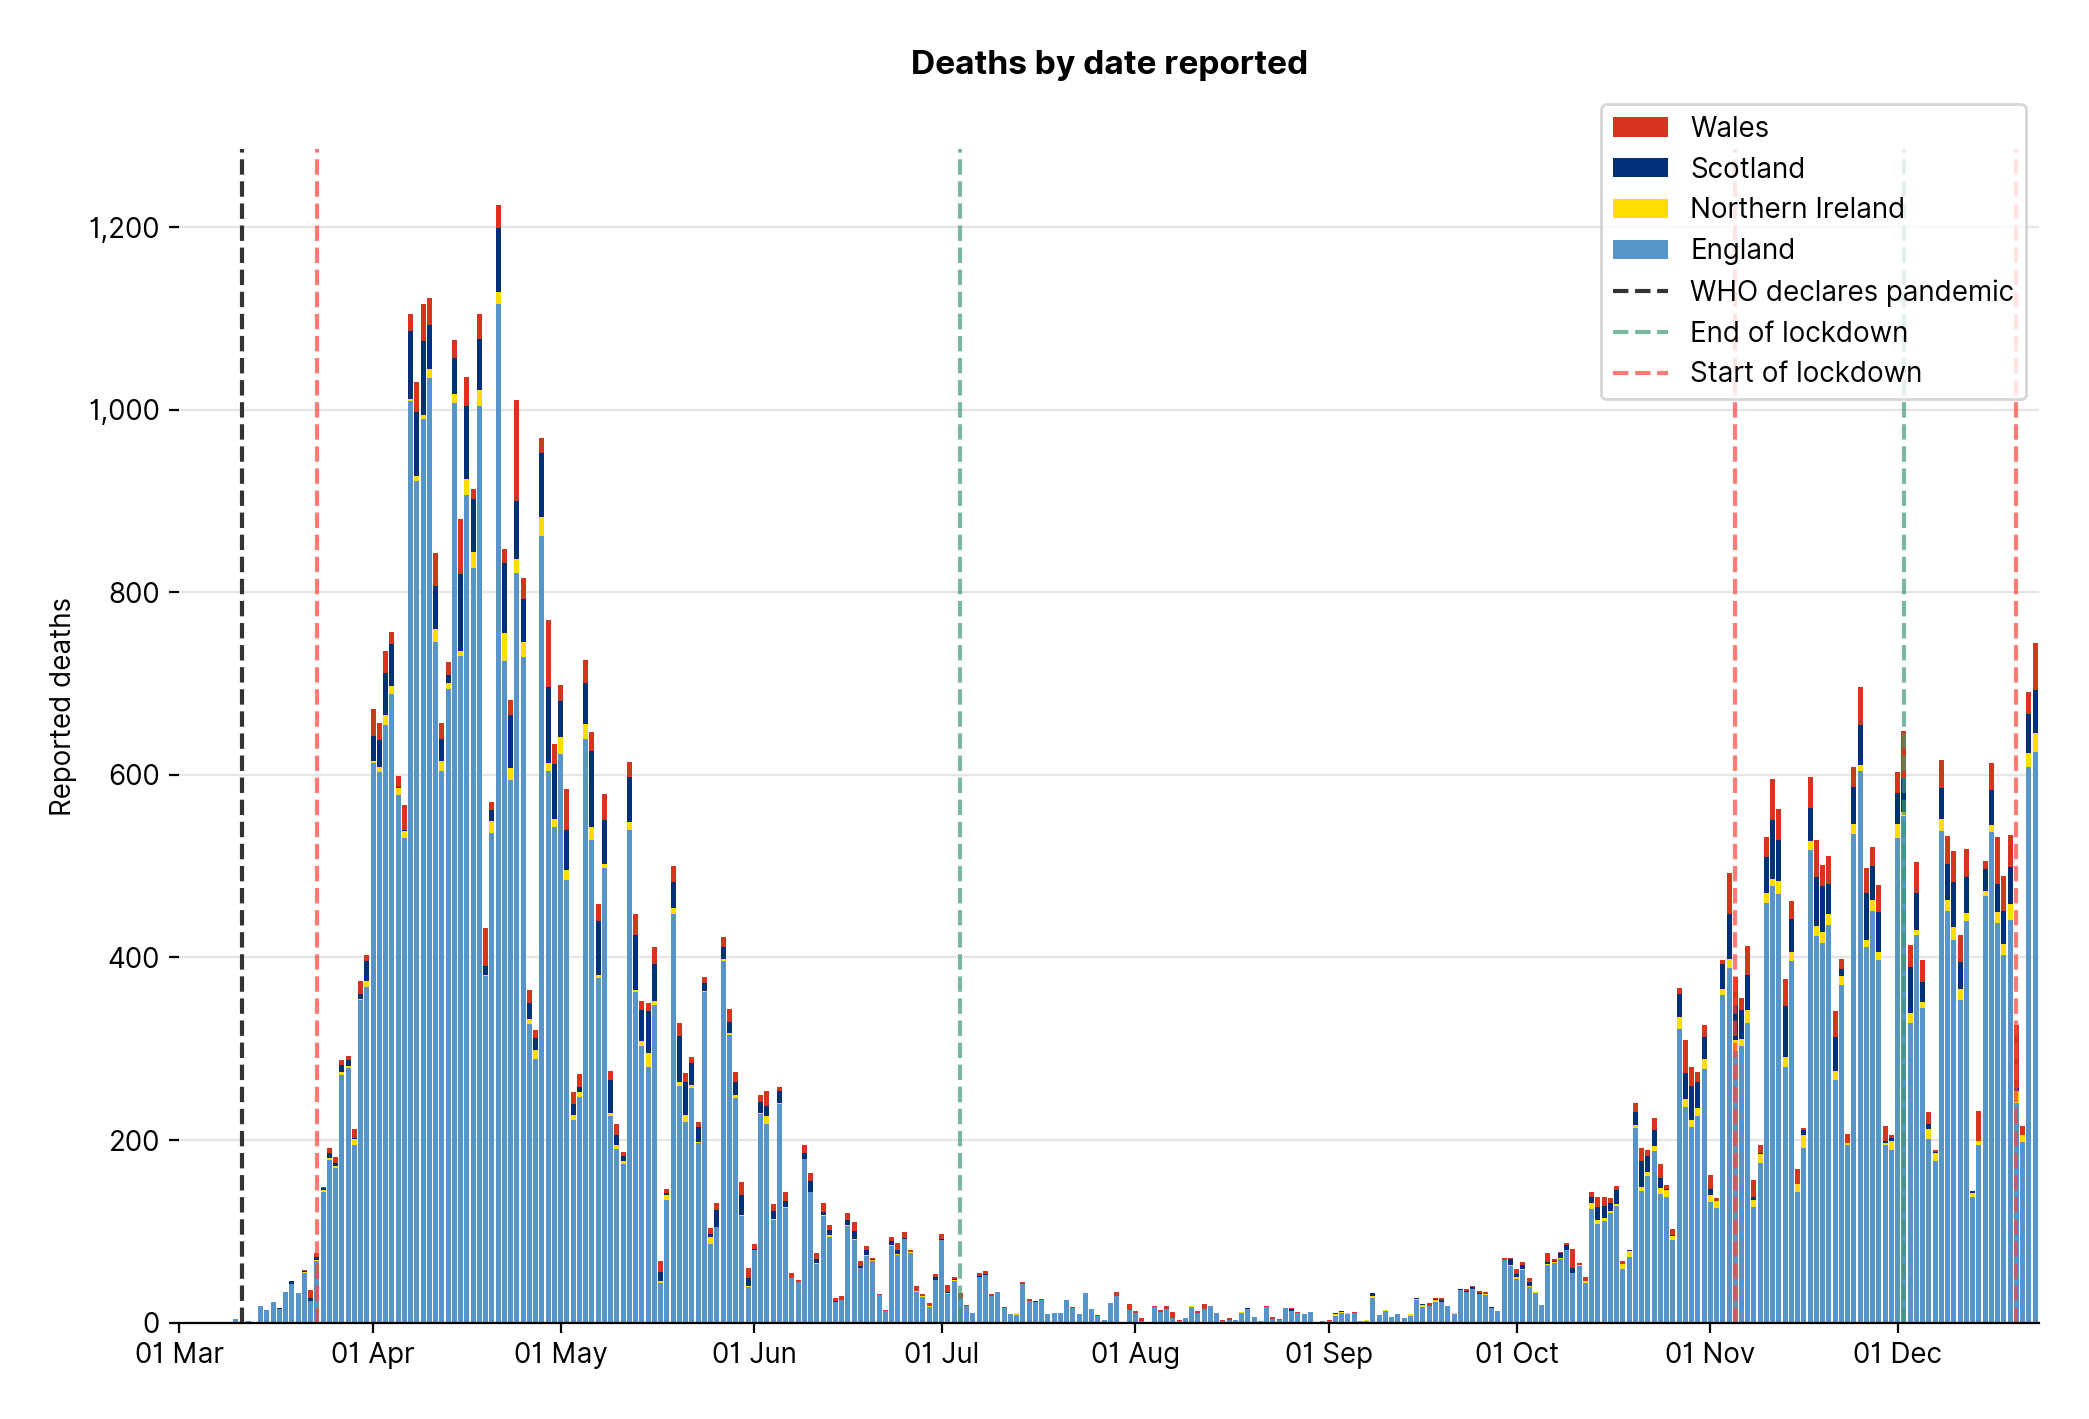 Deaths by date reported
Wales
Scotland
Northern Ireland
England
WHO declares pandemic
End of lockdown
Start of lockdown
Reported deaths
1,200
1,000
800
600
400
200
0
01 Mar
01 Apr
01 May
01 Jun
01 Jul
01 Aug
01 Sep
01 Oct
01 Nov
01 Dec